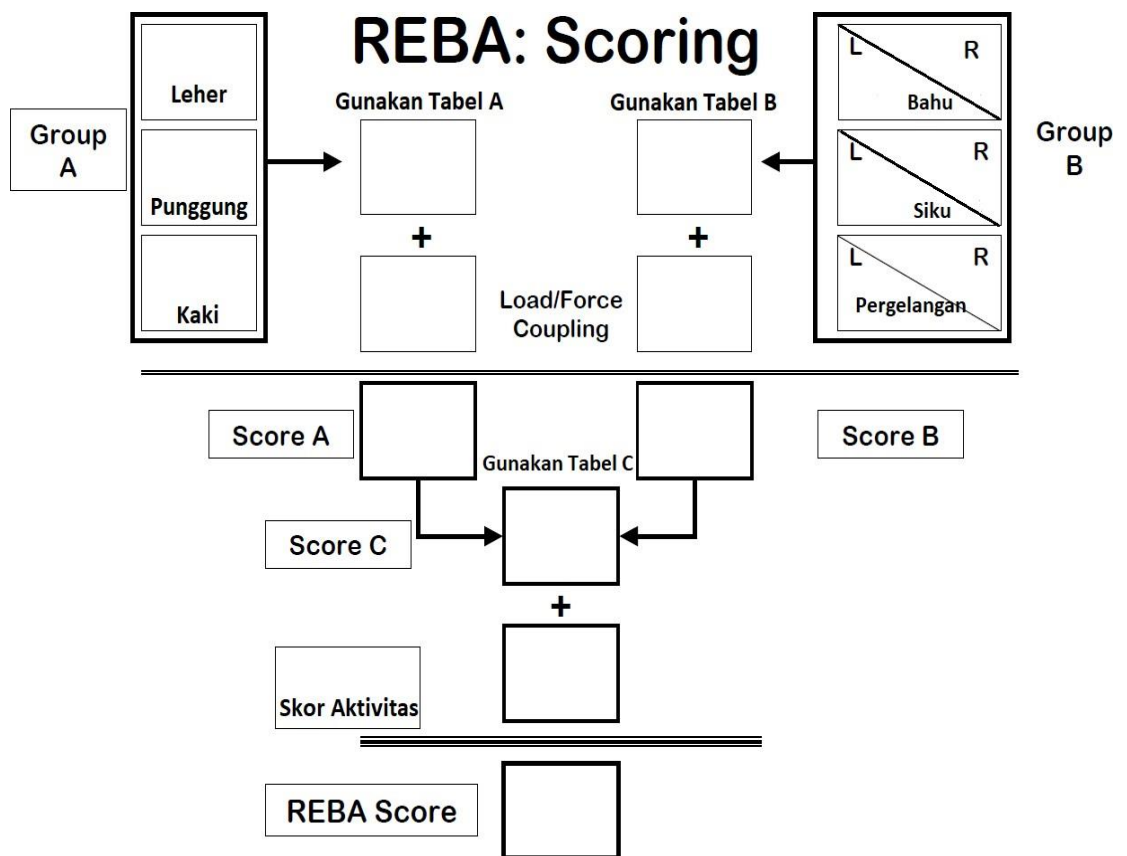 REBA: Scoring
Group
A
Leher
Punggung
Kaki
Gunakan Tabel A
+
Gunakan Tabel B
+
Load/Force
Coupling
L R
Bahu
L R
Siku
L R
Pergelangan
Group
B
Score A
Score B
Gunakan Tabel C
Score C
+
Skor Aktivitas
REBA Score